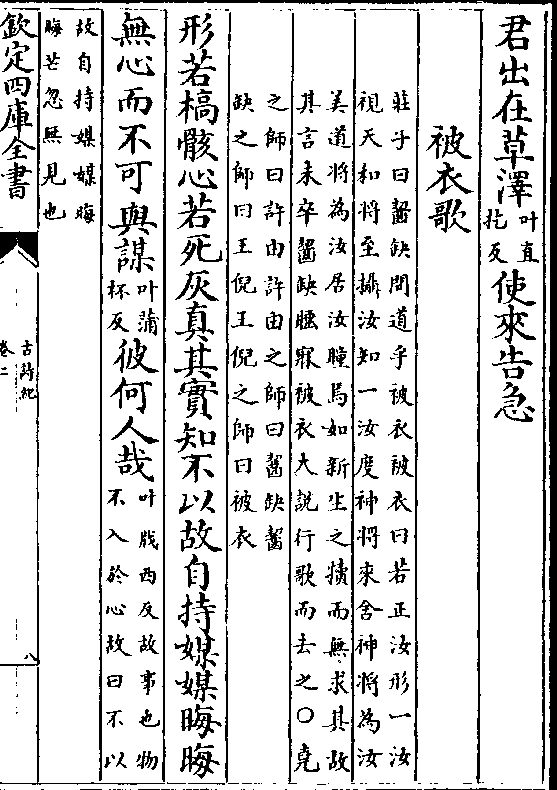 君出在草澤叶直托反使來告急
被衣歌
莊子曰齧缺問道乎被衣被衣曰若正汝形一汝
視天和將至攝汝知一汝度神將來舍神將為汝
美道將為汝居汝瞳焉如新生之犢而無求其故
其言未卒齧缺睡寐被衣大說行歌而去之○堯
之師曰許由許由之師曰齧缺齧
缺之師曰王倪王倪之師曰被衣
形若槁骸心若死灰真其實知不以故自持媒媒晦晦
無心而不可與謀叶蒲杯反彼何人哉叶牋西反故事也物不入於心故曰不以
故自持媒媒晦
晦芒忽無見也
欽定四庫全書
古詩紀
卷二
八